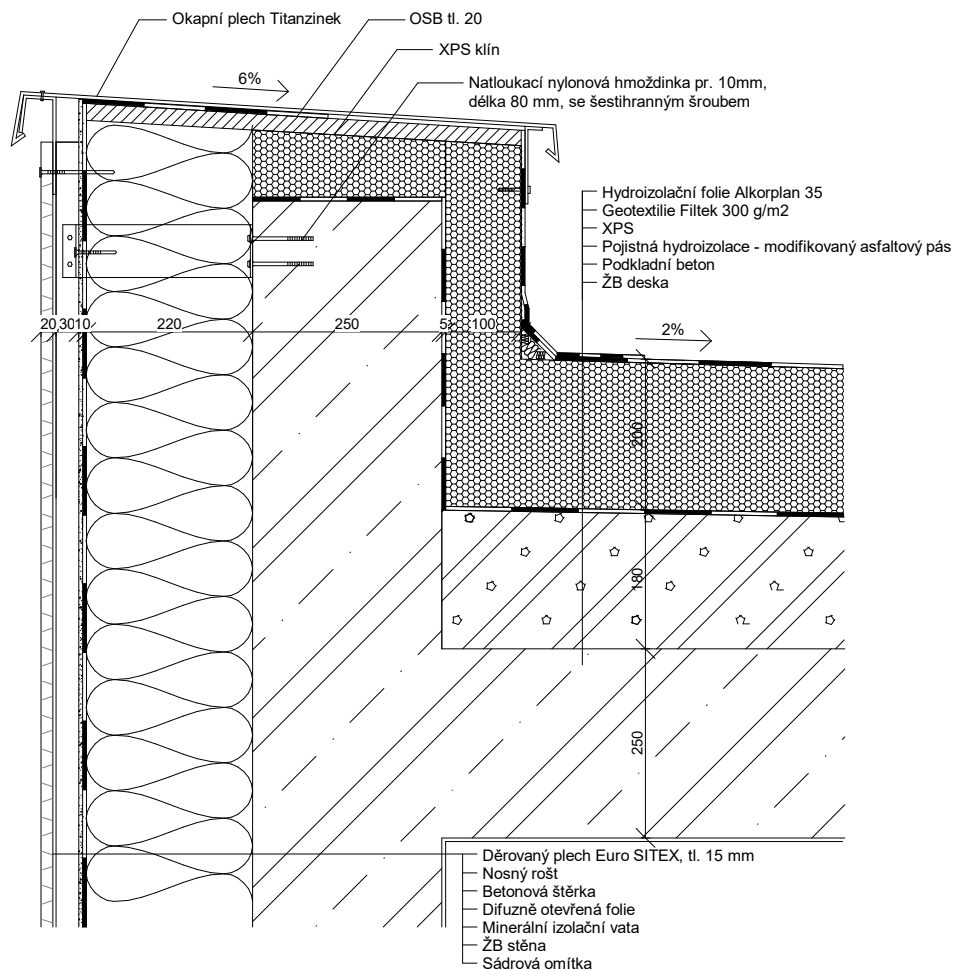 Okapní plech Titanzinek
OSB tl. 20
XPS klín
6%
Natloukací nylonová hmoždinka pr. 10mm,
délka 80 mm, se šestihranným šroubem
Hydroizolační folie Alkorplan 35
Geotextilie Filtek 300 g/m2
XPS
Pojistná hydroizolace - modifikovaný asfaltový pás
Podkladní beton
ŽB deska
20 30 10 220 250 5 100
2%
200
180
250
Děrovaný plech Euro SITEX, tl. 15 mm
Nosný rošt
Betonová štěrka
Difuzně otevřená folie
Minerální izolační vata
ŽB stěna
Sádrová omítka